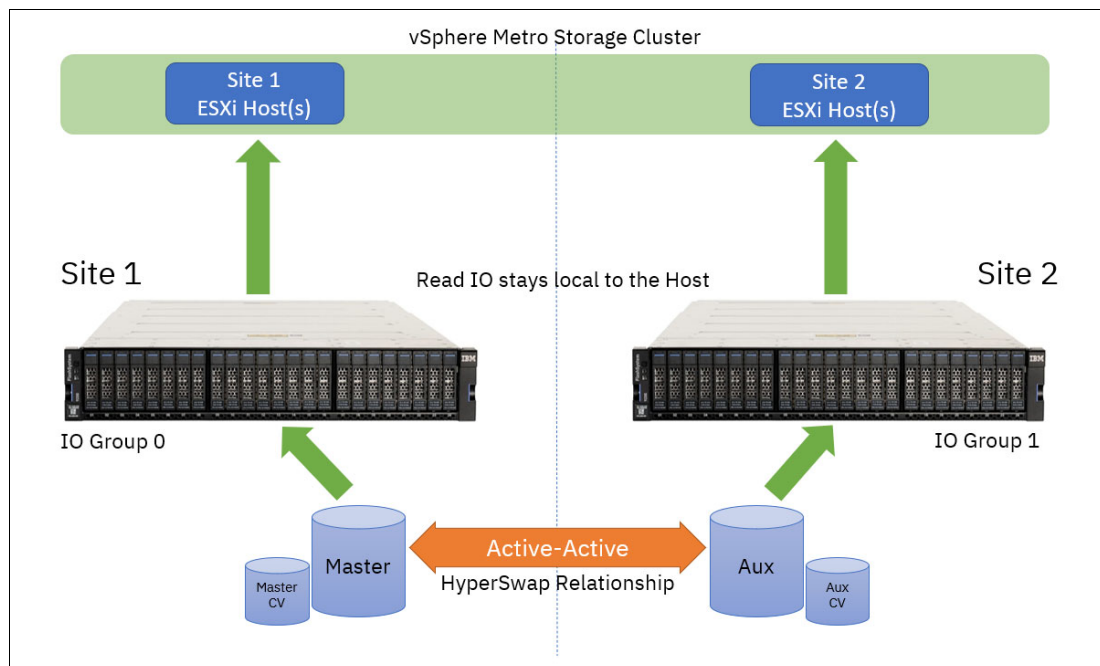 vSphere Metro Storage Cluster
Site 1
ESXi Host(s)
Site 2
ESXi Host(s)
Site 1
Read IO stays local to the Host
Site 2
IBM
IBM
IO Group 0
IO Group 1
Master
Active-Active
HyperSwap Relationship
Aux
Master
CV
Aux
CV